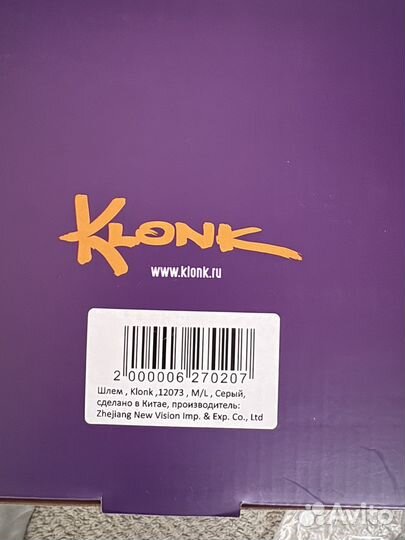 KLONK
www.klonk.ru
2 000006 270207
Шлем , Klonk ,12073 , M/L , Серый,
сделано в Китае, производитель:
Zhejiang New Vision Imp. & Exp. Co., Ltd
Avito